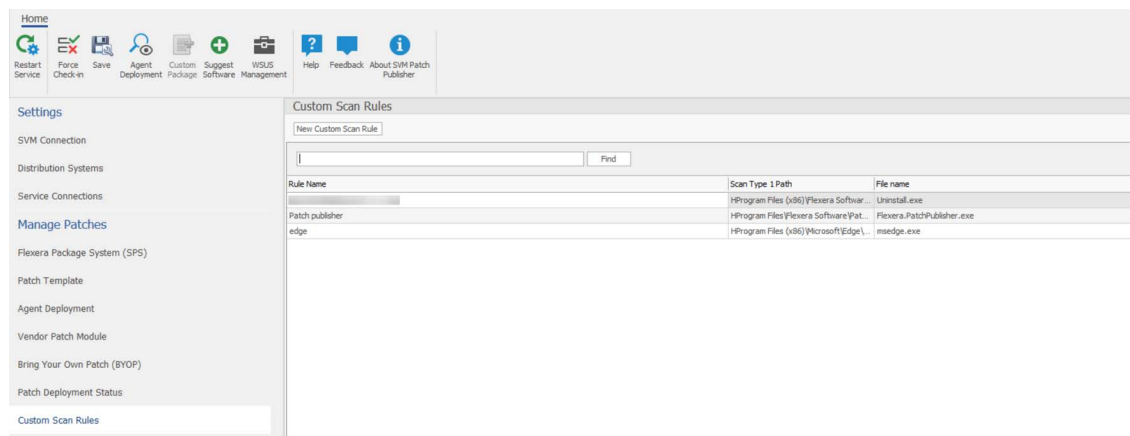 Home
Restart Service
Force Check-in
Save
Agent Deployment
Custom Package
Suggest Software
WSUS Management
Help
Feedback
About SVM Patch Publisher
Settings
SVM Connection
Distribution Systems
Service Connections
Manage Patches
Flexera Package System (SPS)
Patch Template
Agent Deployment
Vendor Patch Module
Bring Your Own Patch (BYOP)
Patch Deployment Status
Custom Scan Rules
Custom Scan Rules
New Custom Scan Rule
Find
Rule Name Scan Type 1 Path File name
HProgram Files (x86)\Flexera Softwar... Uninstall.exe
Patch publisher HProgram Files\Flexera Software\Pat... Flexera.PatchPublisher.exe
edge HProgram Files (x86)\Microsoft\Edge\... msedge.exe